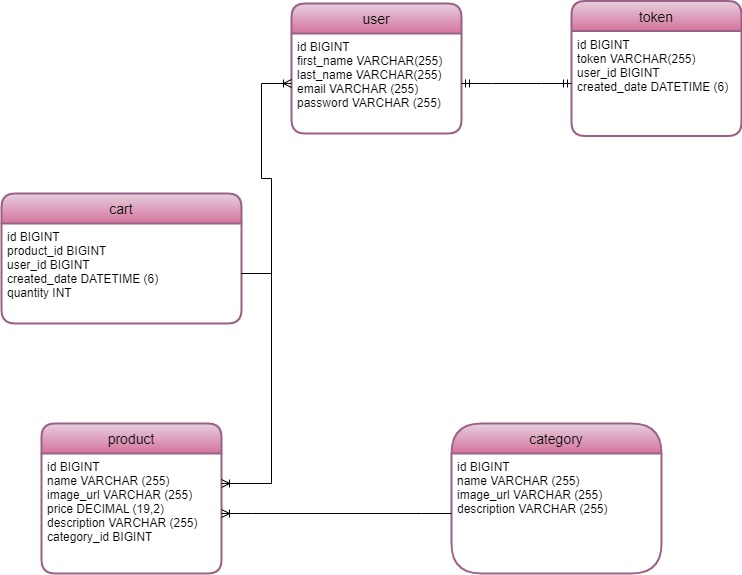 user
id BIGINT
first_name VARCHAR(255)
last_name VARCHAR(255)
email VARCHAR (255)
password VARCHAR (255)
token
id BIGINT
token VARCHAR(255)
user_id BIGINT
created_date DATETIME (6)
cart
id BIGINT
product_id BIGINT
user_id BIGINT
created_date DATETIME (6)
quantity INT
product
id BIGINT
name VARCHAR (255)
image_url VARCHAR (255)
price DECIMAL (19,2)
description VARCHAR (255)
category_id BIGINT
category
id BIGINT
name VARCHAR (255)
image_url VARCHAR (255)
description VARCHAR (255)